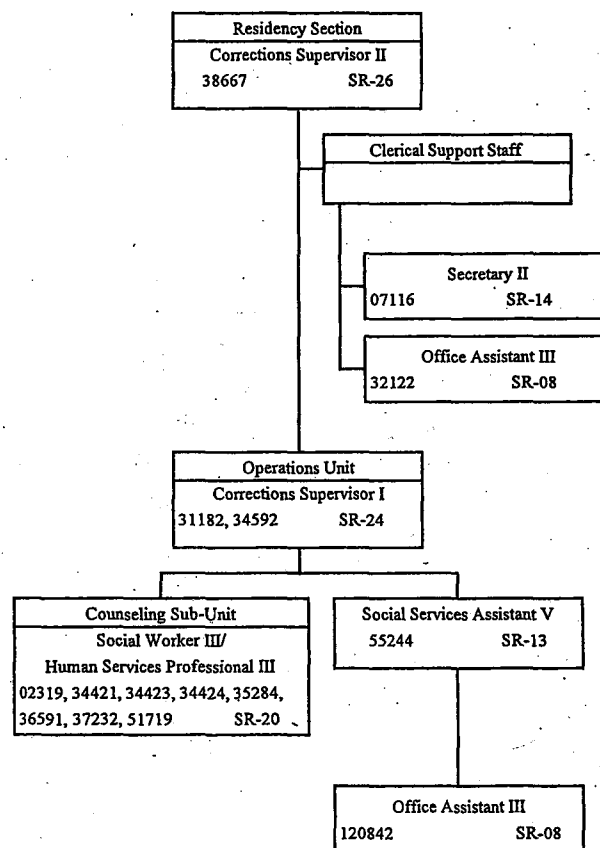 Residency Section
Corrections Supervisor II
38667 SR-26
Clerical Support Staff
Secretary II
07116 SR-14
Office Assistant III
32122 SR-08
Operations Unit
Corrections Supervisor I
31182, 34592 SR-24
Counseling Sub-Unit
Social Worker III/
Human Services Professional III
02319, 34421, 34423, 34424, 35284,
36591, 37232, 51719 SR-20
Social Services Assistant V
55244 SR-13
Office Assistant III
120842 SR-08